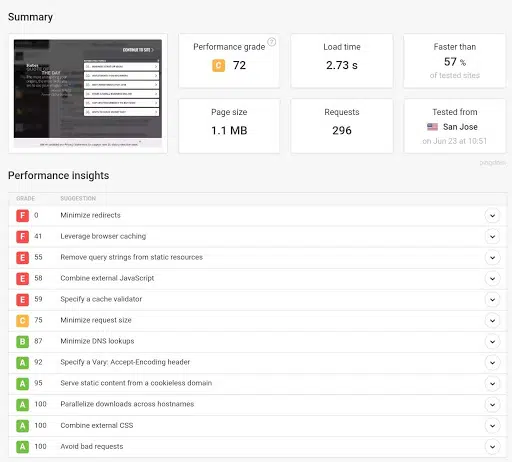 Summary
Forbes
QUOTE OF
THE DAY
CONTINUE TO SITE
Performance grade ?
C 72
Load time
2.73 s
Faster than
57 %
of tested sites
Page size
1.1 MB
Requests
296
Tested from
San Jose
on Jun 23 at 10:51
pingdom
Performance insights
GRADE SUGGESTION
F 0 Minimize redirects
F 41 Leverage browser caching
E 55 Remove query strings from static resources
E 58 Combine external JavaScript
E 59 Specify a cache validator
C 75 Minimize request size
B 87 Minimize DNS lookups
A 92 Specify a Vary: Accept-Encoding header
A 95 Serve static content from a cookieless domain
A 100 Parallelize downloads across hostnames
A 100 Combine external CSS
A 100 Avoid bad requests